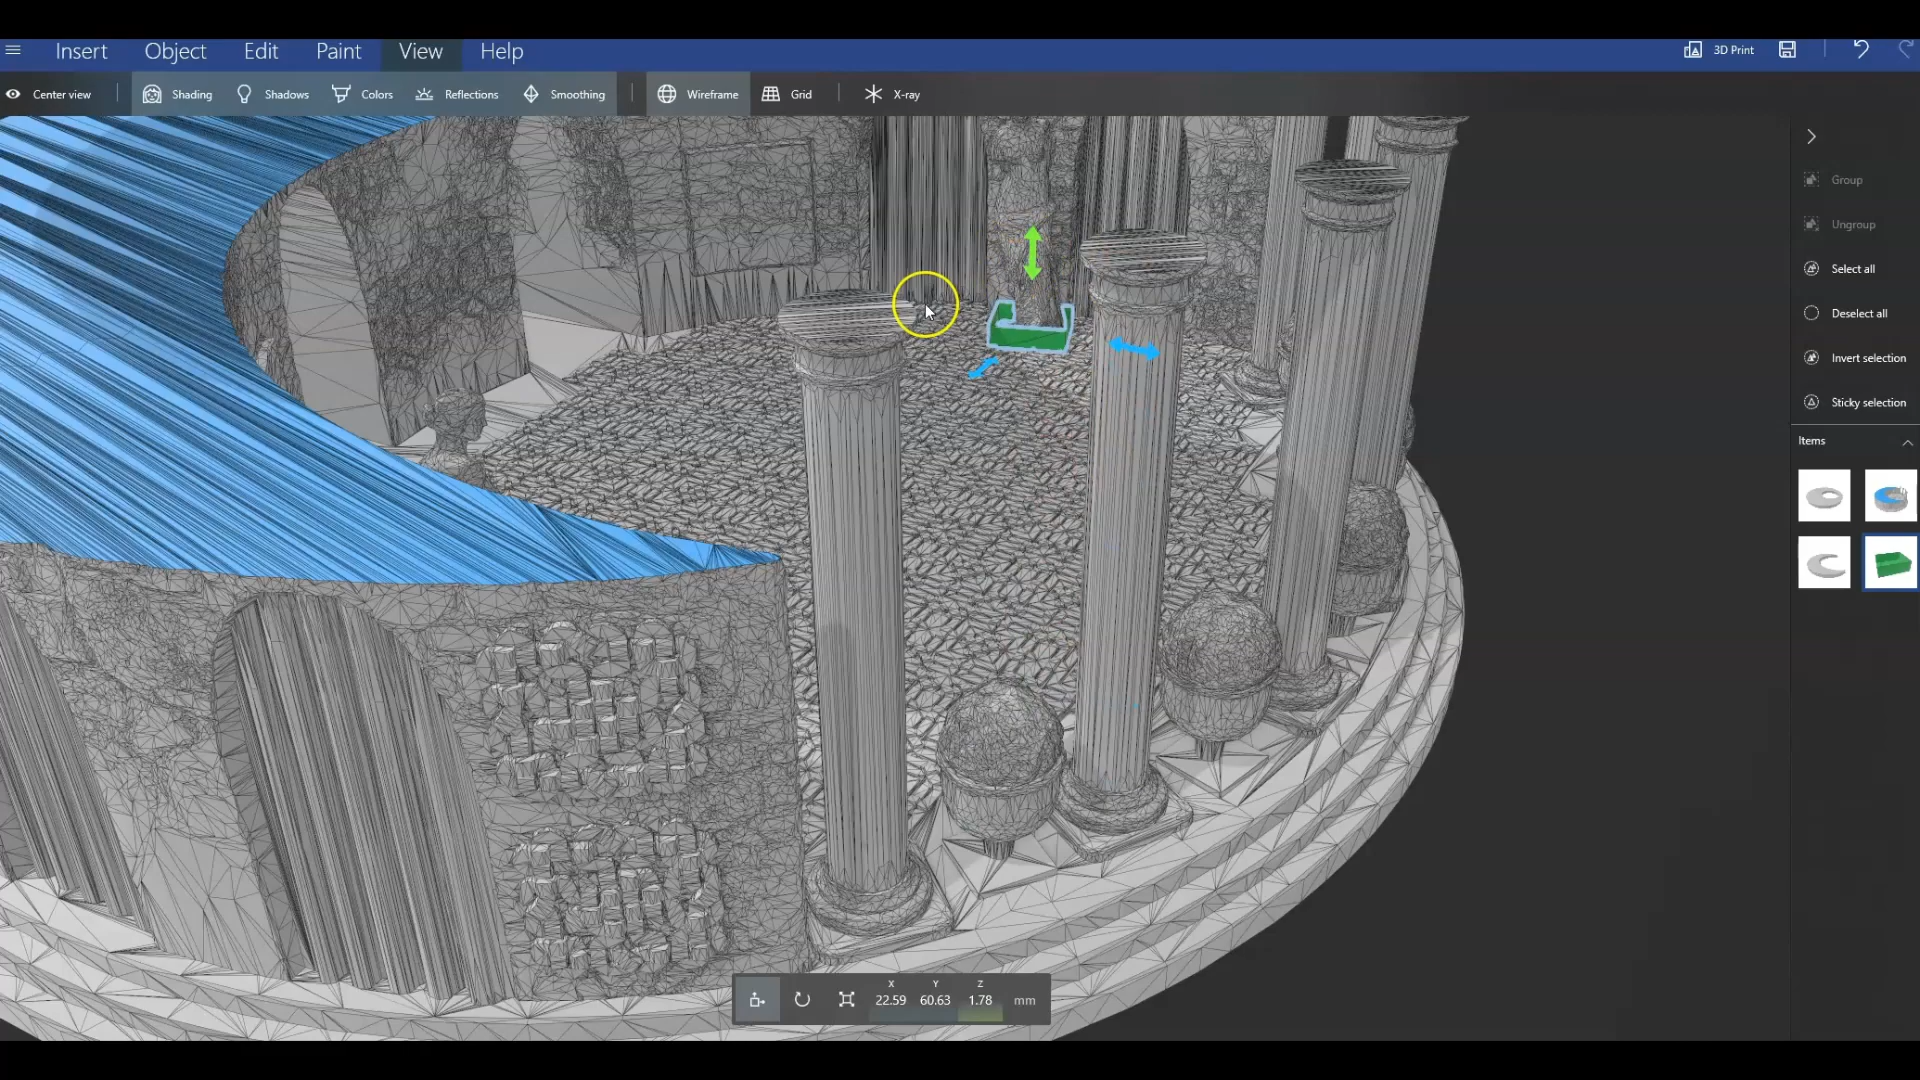 Insert Object Edit Paint View Help 3D Print
Center view Shading Shadows Colors Reflections Smoothing Wireframe Grid X-ray
Group
Ungroup
Select all
Deselect all
Invert selection
Sticky selection
Items
X Y Z
22.59 60.63 1.78 mm